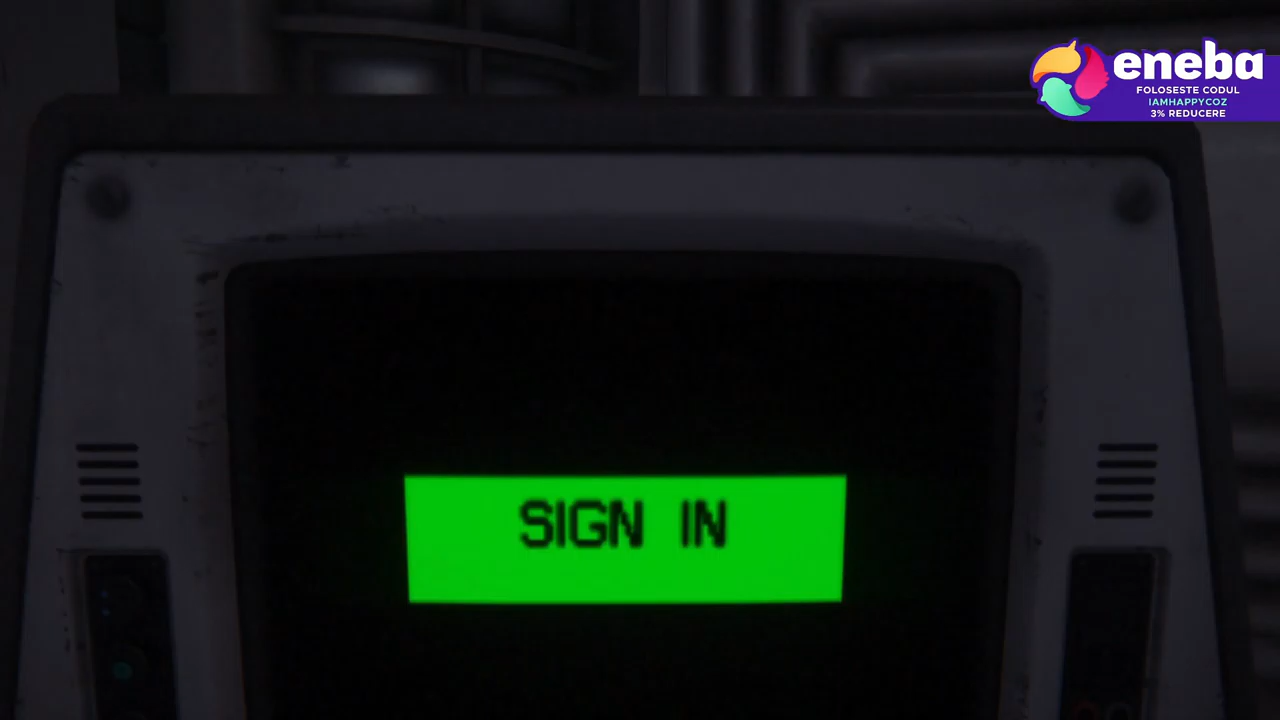 eneba
FOLOSESTE CODUL
IAMHAPPYCOZ
3% REDUCERE
SIGN IN